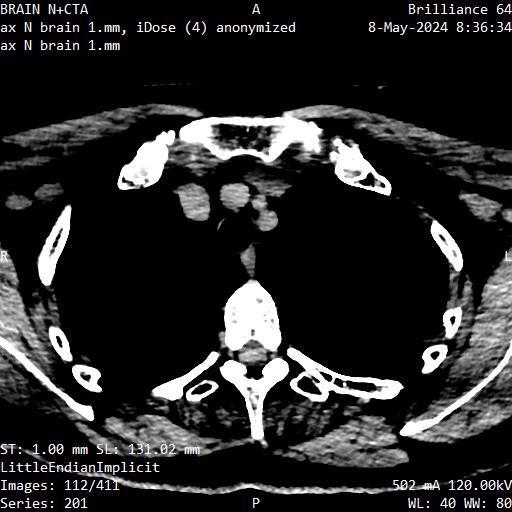 BRAIN N+CTA
ax N brain 1.mm, iDose (4) anonymized
ax N brain 1.mm
A
Brilliance 64
8-May-2024 8:36:34
R
L
ST: 1.00 mm SL: 131.02 mm
LittleEndianImplicit
Images: 112/411
Series: 201
P
502 mA 120.00kV
WL: 40 WW: 80